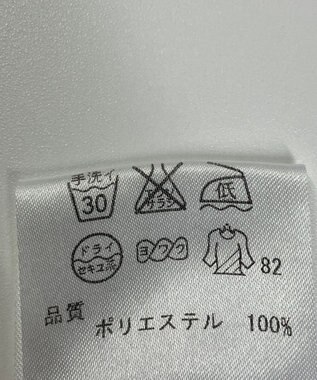 手洗イ 30 エンソ サラシ 低
ドライ セキユ系 ヨワク 82
品質 ポリエステル 100%